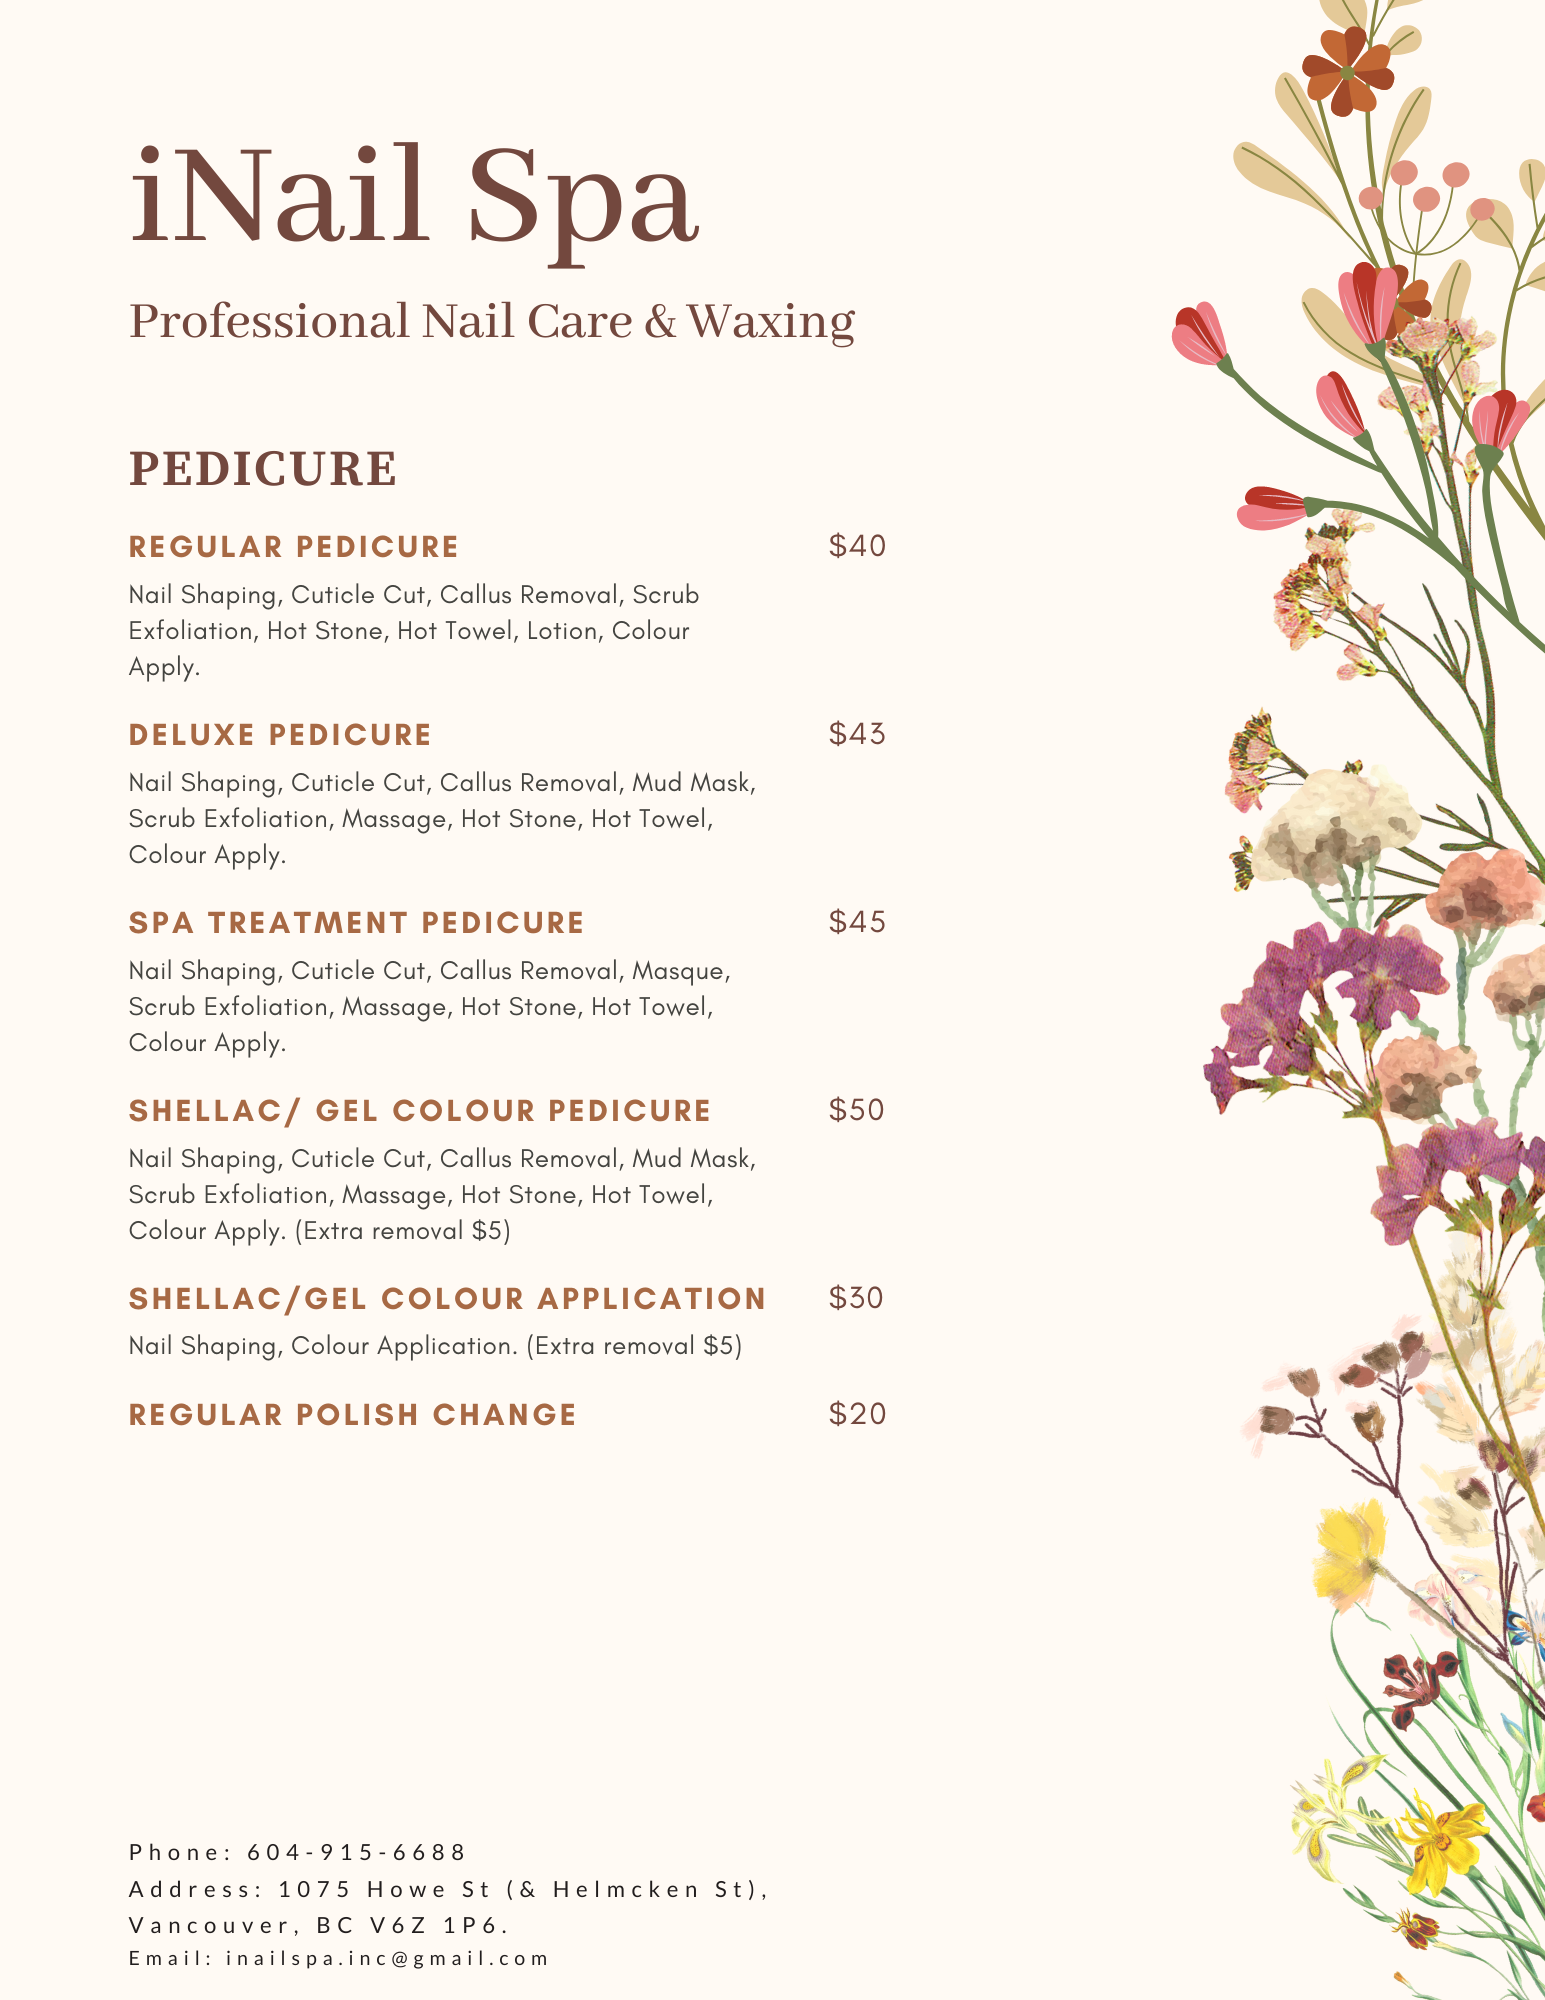 iNail Spa
Professional Nail Care & Waxing
PEDICURE
REGULAR PEDICURE $40
Nail Shaping, Cuticle Cut, Callus Removal, Scrub
Exfoliation, Hot Stone, Hot Towel, Lotion, Colour
Apply.
DELUXE PEDICURE $43
Nail Shaping, Cuticle Cut, Callus Removal, Mud Mask,
Scrub Exfoliation, Massage, Hot Stone, Hot Towel,
Colour Apply.
SPA TREATMENT PEDICURE $45
Nail Shaping, Cuticle Cut, Callus Removal, Masque,
Scrub Exfoliation, Massage, Hot Stone, Hot Towel,
Colour Apply.
SHELLAC/ GEL COLOUR PEDICURE $50
Nail Shaping, Cuticle Cut, Callus Removal, Mud Mask,
Scrub Exfoliation, Massage, Hot Stone, Hot Towel,
Colour Apply. (Extra removal $5)
SHELLAC/GEL COLOUR APPLICATION $30
Nail Shaping, Colour Application. (Extra removal $5)
REGULAR POLISH CHANGE $20
Phone: 604-915-6688
Address: 1075 Howe St (& Helmcken St),
Vancouver, BC V6Z 1P6.
Email: inailspa.inc@gmail.com